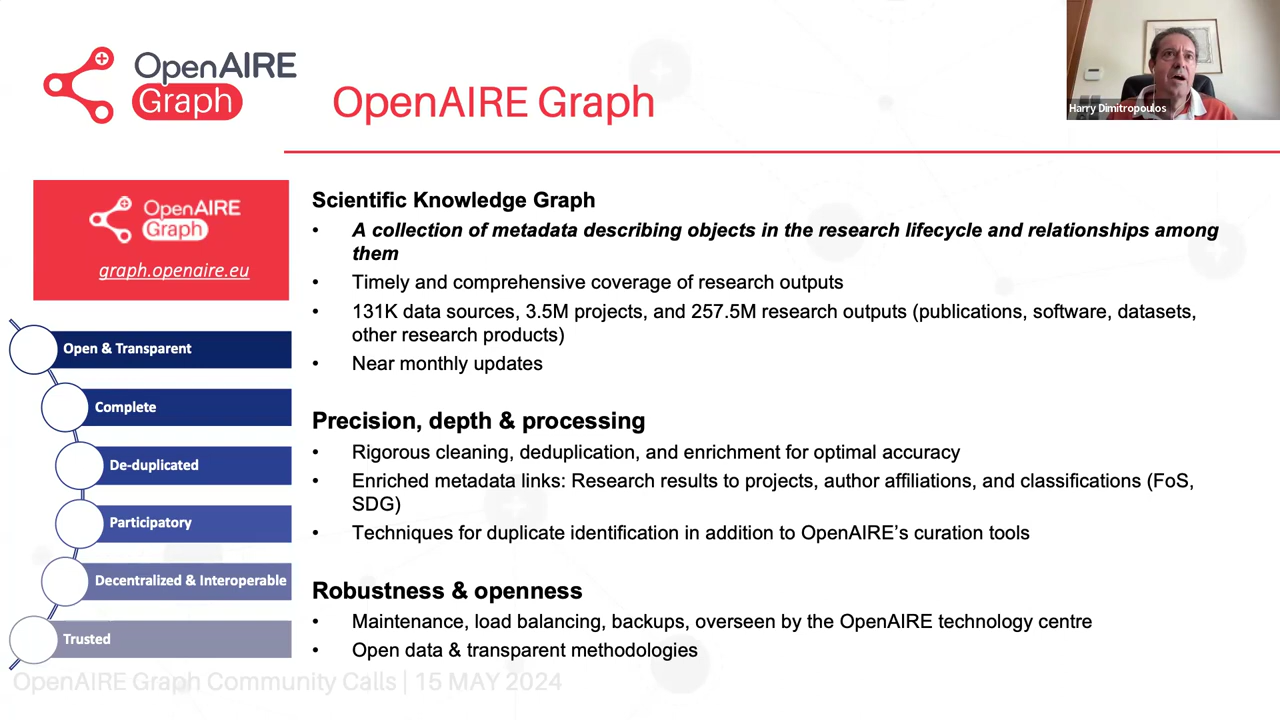 OpenAIRE
Graph
OpenAIRE Graph
Harry Dimitropoulos
OpenAIRE
Graph
graph.openaire.eu
Open & Transparent
Complete
De-duplicated
Participatory
Decentralized & Interoperable
Trusted
Scientific Knowledge Graph
• A collection of metadata describing objects in the research lifecycle and relationships among
them
• Timely and comprehensive coverage of research outputs
• 131K data sources, 3.5M projects, and 257.5M research outputs (publications, software, datasets,
other research products)
• Near monthly updates
Precision, depth & processing
• Rigorous cleaning, deduplication, and enrichment for optimal accuracy
• Enriched metadata links: Research results to projects, author affiliations, and classifications (FoS,
SDG)
• Techniques for duplicate identification in addition to OpenAIRE’s curation tools
Robustness & openness
• Maintenance, load balancing, backups, overseen by the OpenAIRE technology centre
• Open data & transparent methodologies
OpenAIRE Graph Community Calls | 15 MAY 2024